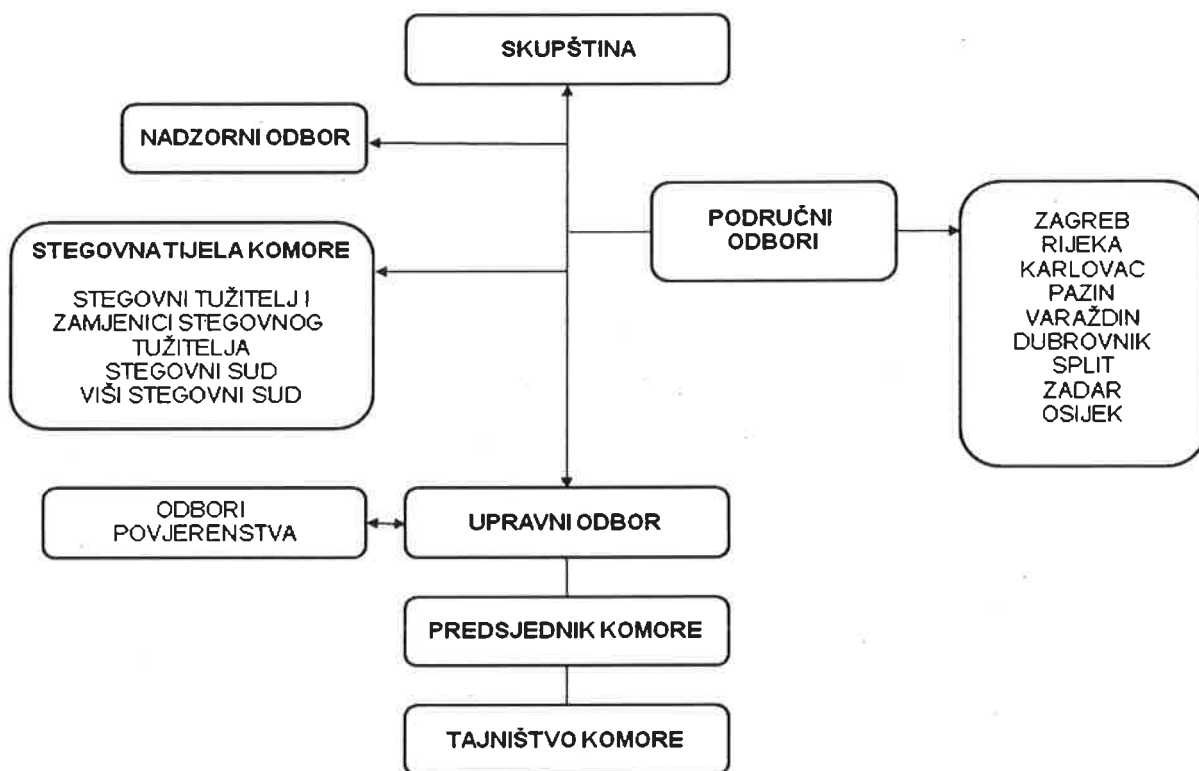 SKUPŠTINA
NADZORNI ODBOR
PODRUČNI
ODBORI
ZAGREB
RIJEKA
KARLOVAC
PAZIN
VARAŽDIN
DUBROVNIK
SPLIT
ZADAR
OSIJEK
STEGOVNA TIJELA KOMORE
STEGOVNI TUŽITELJ I
ZAMJENICI STEGOVNOG
TUŽITELJA
STEGOVNI SUD
VIŠI STEGOVNI SUD
ODBORI
POVJERENSTVA
UPRAVNI ODBOR
PREDSJEDNIK KOMORE
TAJNIŠTVO KOMORE